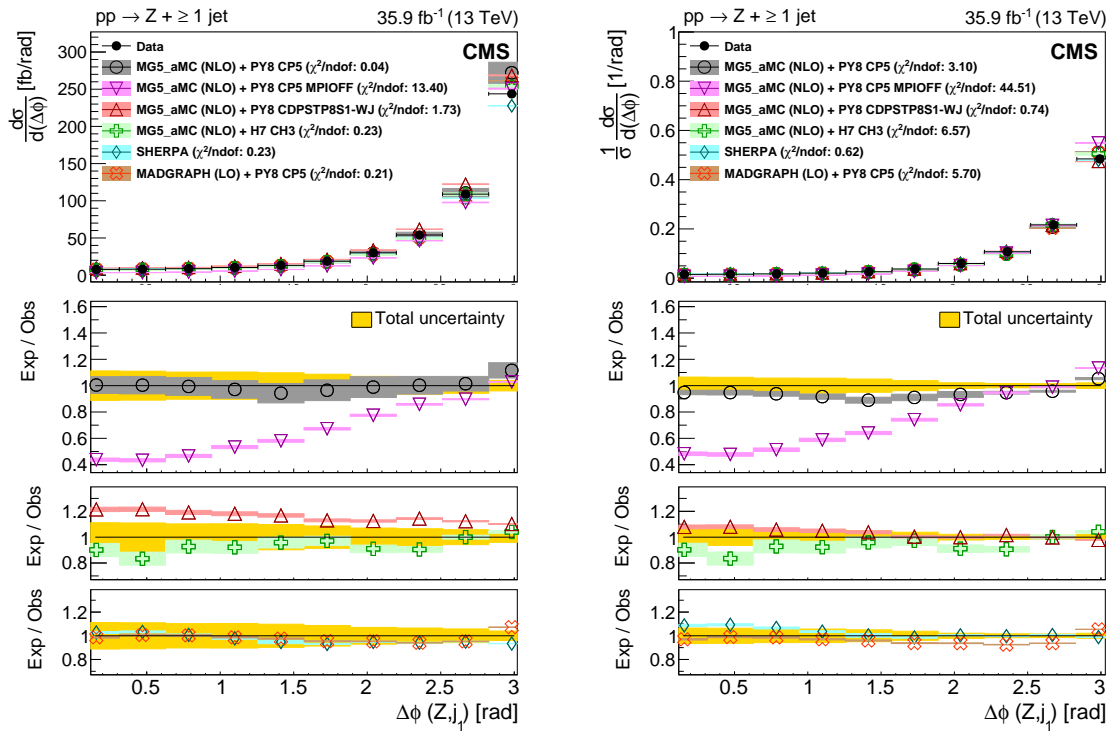 pp → Z + ≥ 1 jet
35.9 fb⁻¹ (13 TeV)
CMS
Data
MG5_aMC (NLO) + PY8 CP5 (χ²/ndof: 0.04)
MG5_aMC (NLO) + PY8 CP5 MPIOFF (χ²/ndof: 13.40)
MG5_aMC (NLO) + PY8 CDPSTP8S1-WJ (χ²/ndof: 1.73)
MG5_aMC (NLO) + H7 CH3 (χ²/ndof: 0.23)
SHERPA (χ²/ndof: 0.23)
MADGRAPH (LO) + PY8 CP5 (χ²/ndof: 0.21)
dσ/d(Δϕ) [fb/rad]
300
250
200
150
100
50
0
Total uncertainty
Exp / Obs
1.6
1.4
1.2
1
0.8
0.6
0.4
Exp / Obs
1.2
1
0.8
Exp / Obs
1.2
1
0.8
0.5 1 1.5 2 2.5 3
Δϕ (Z,j₁) [rad]
pp → Z + ≥ 1 jet
35.9 fb⁻¹ (13 TeV)
CMS
Data
MG5_aMC (NLO) + PY8 CP5 (χ²/ndof: 3.10)
MG5_aMC (NLO) + PY8 CP5 MPIOFF (χ²/ndof: 44.51)
MG5_aMC (NLO) + PY8 CDPSTP8S1-WJ (χ²/ndof: 0.74)
MG5_aMC (NLO) + H7 CH3 (χ²/ndof: 6.57)
SHERPA (χ²/ndof: 0.62)
MADGRAPH (LO) + PY8 CP5 (χ²/ndof: 5.70)
1/σ dσ/d(Δϕ) [1/rad]
1
0.8
0.6
0.4
0.2
0
Total uncertainty
Exp / Obs
1.6
1.4
1.2
1
0.8
0.6
0.4
Exp / Obs
1.2
1
0.8
Exp / Obs
1.2
1
0.8
0.5 1 1.5 2 2.5 3
Δϕ (Z,j₁) [rad]